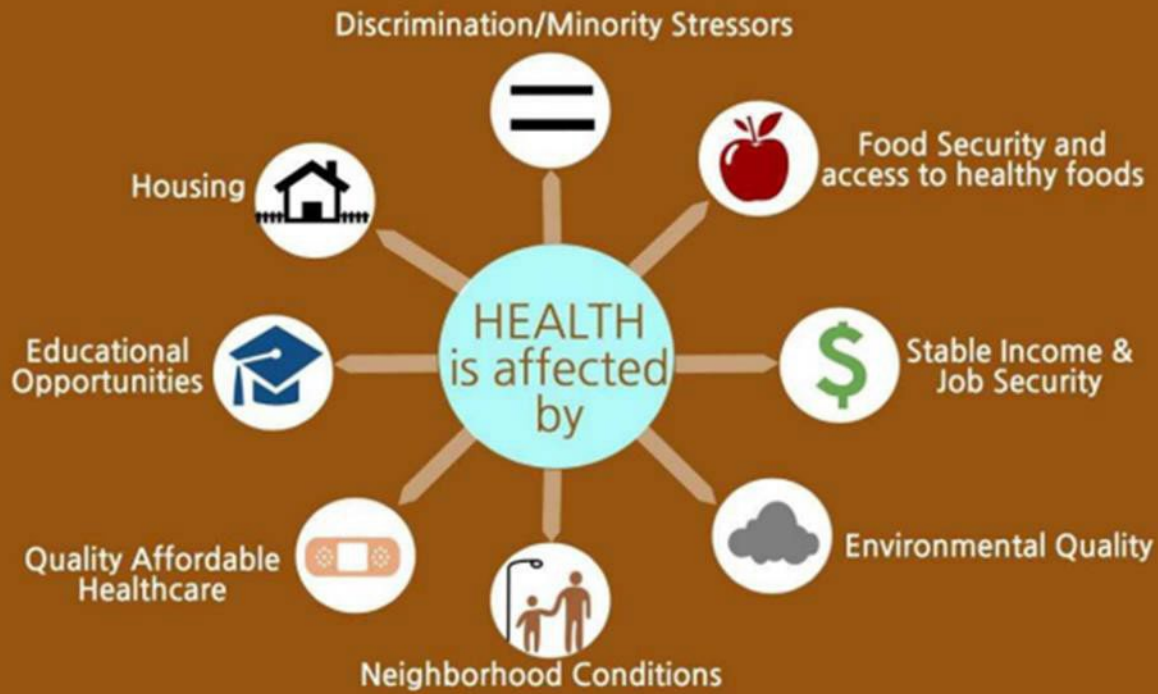 Discrimination/Minority Stressors
Food Security and
access to healthy foods
Housing
HEALTH
is affected
by
Educational
Opportunities
Stable Income &
Job Security
Quality Affordable
Healthcare
Environmental Quality
Neighborhood Conditions